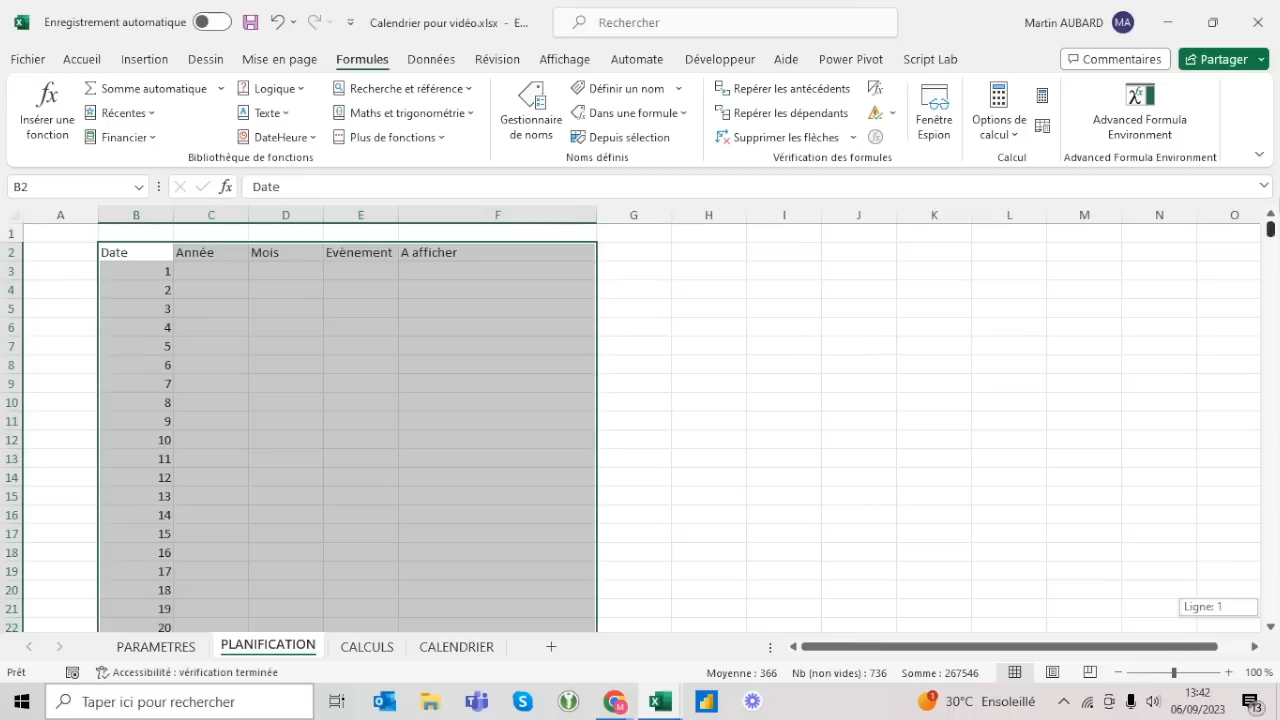 Enregistrement automatique
Calendrier pour vidéo.xlsx - E...
Rechercher
Martin AUBARD MA
Fichier Accueil Insertion Dessin Mise en page Formules Données Révision Affichage Automate Développeur Aide Power Pivot Script Lab Commentaires Partager
fx
Insérer une
fonction
Somme automatique
Récentes
Financier
Logique
Texte
DateHeure
Recherche et référence
Maths et trigonométrie
Plus de fonctions
Bibliothèque de fonctions
Gestionnaire
de noms
Définir un nom
Dans une formule
Depuis sélection
Noms définis
Repérer les antécédents
Repérer les dépendants
Supprimer les flèches
Vérification des formules
Fenêtre
Espion
Options de
calcul
Calcul
Advanced Formula
Environment
Advanced Formula Environment
B2 fx Date
A B C D E F G H I J K L M N O
1
2 Date Année Mois Evènement A afficher
3 1
4 2
5 3
6 4
7 5
8 6
9 7
10 8
11 9
12 10
13 11
14 12
15 13
16 14
17 15
18 16
19 17
20 18
21 19
22 20
Ligne: 1
PARAMETRES PLANIFICATION CALCULS CALENDRIER
Prêt Accessibilité : vérification terminée Moyenne : 366 Nb (non vides) : 736 Somme : 267546 100 %
Taper ici pour rechercher
1 30°C Ensoleillé
13:42
06/09/2023
13